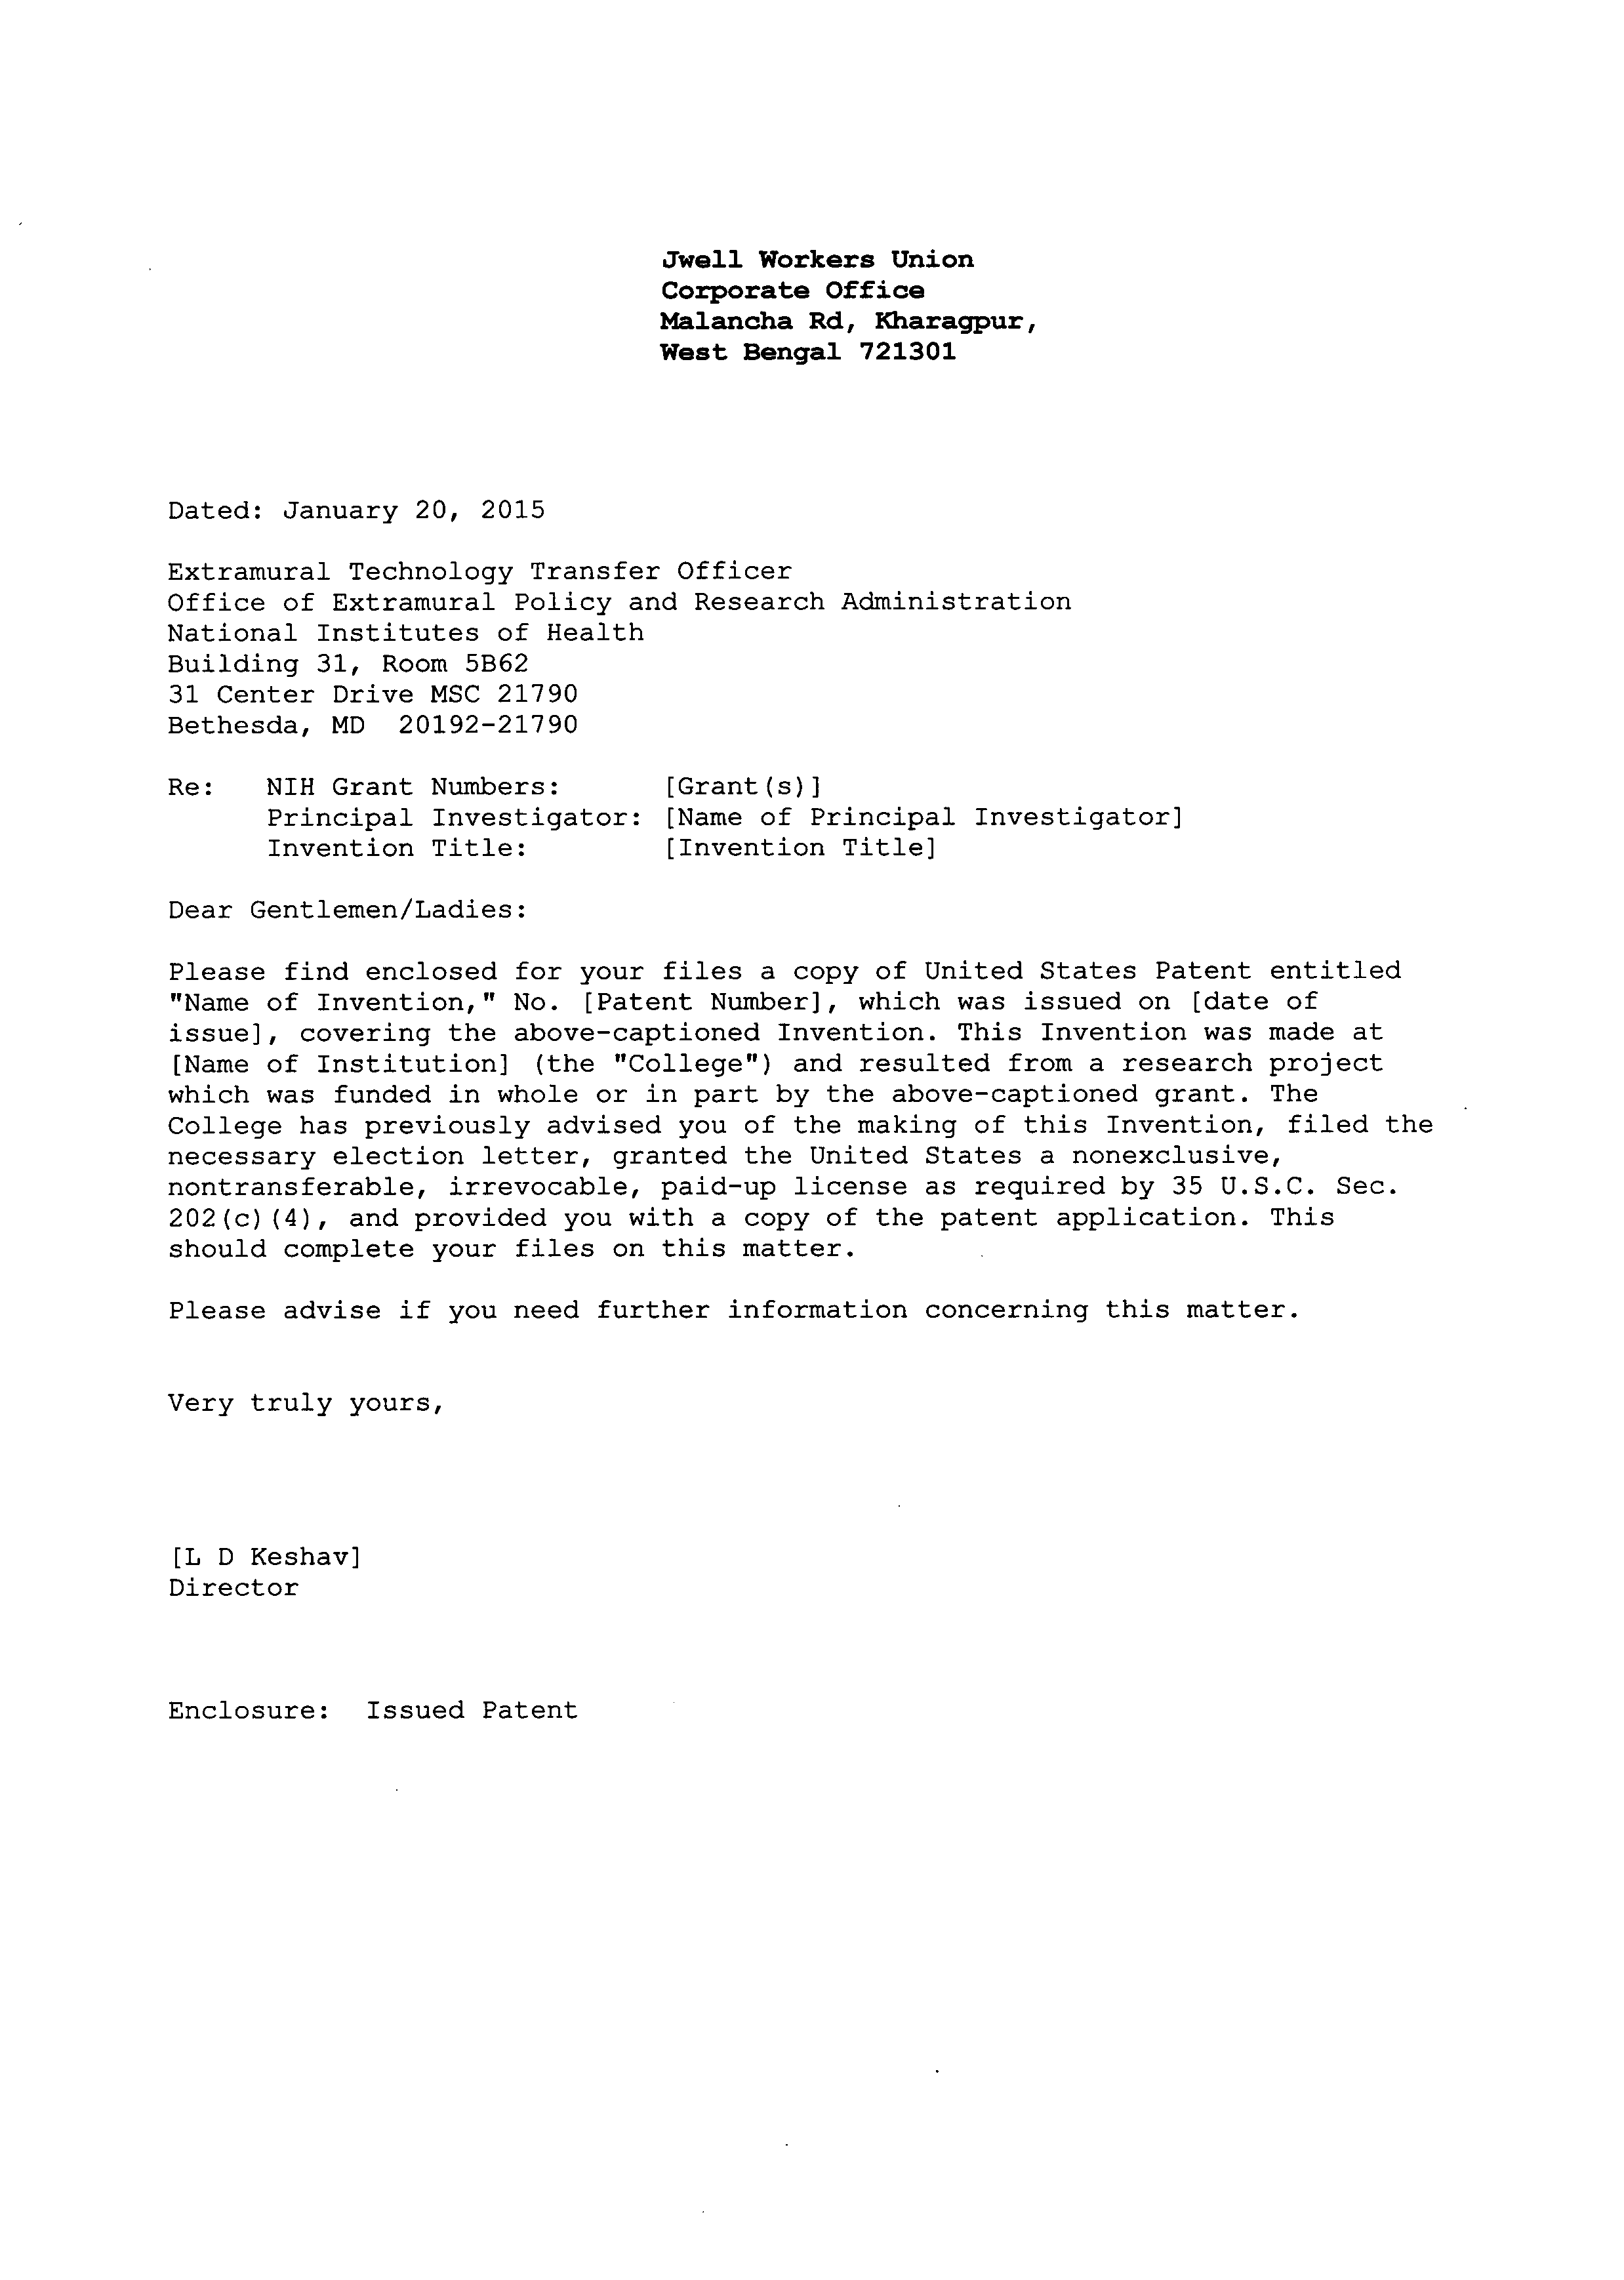 Jwell Workers Union
Corporate Office
Malancha Rd, Kharagpur,
West Bengal 721301
Dated: January 20, 2015
Extramural Technology Transfer Officer
Office of Extramural Policy and Research Administration
National Institutes of Health
Building 31, Room 5B62
31 Center Drive MSC 21790
Bethesda, MD  20192-21790
Re:   NIH Grant Numbers:      [Grant(s)]
Principal Investigator: [Name of Principal Investigator]
Invention Title:        [Invention Title]
Dear Gentlemen/Ladies:
Please find enclosed for your files a copy of United States Patent entitled
"Name of Invention," No. [Patent Number], which was issued on [date of
issue], covering the above-captioned Invention. This Invention was made at
[Name of Institution] (the "College") and resulted from a research project
which was funded in whole or in part by the above-captioned grant. The
College has previously advised you of the making of this Invention, filed the
necessary election letter, granted the United States a nonexclusive,
nontransferable, irrevocable, paid-up license as required by 35 U.S.C. Sec.
202(c)(4), and provided you with a copy of the patent application. This
should complete your files on this matter.
Please advise if you need further information concerning this matter.
Very truly yours,
[L D Keshav]
Director
Enclosure:  Issued Patent